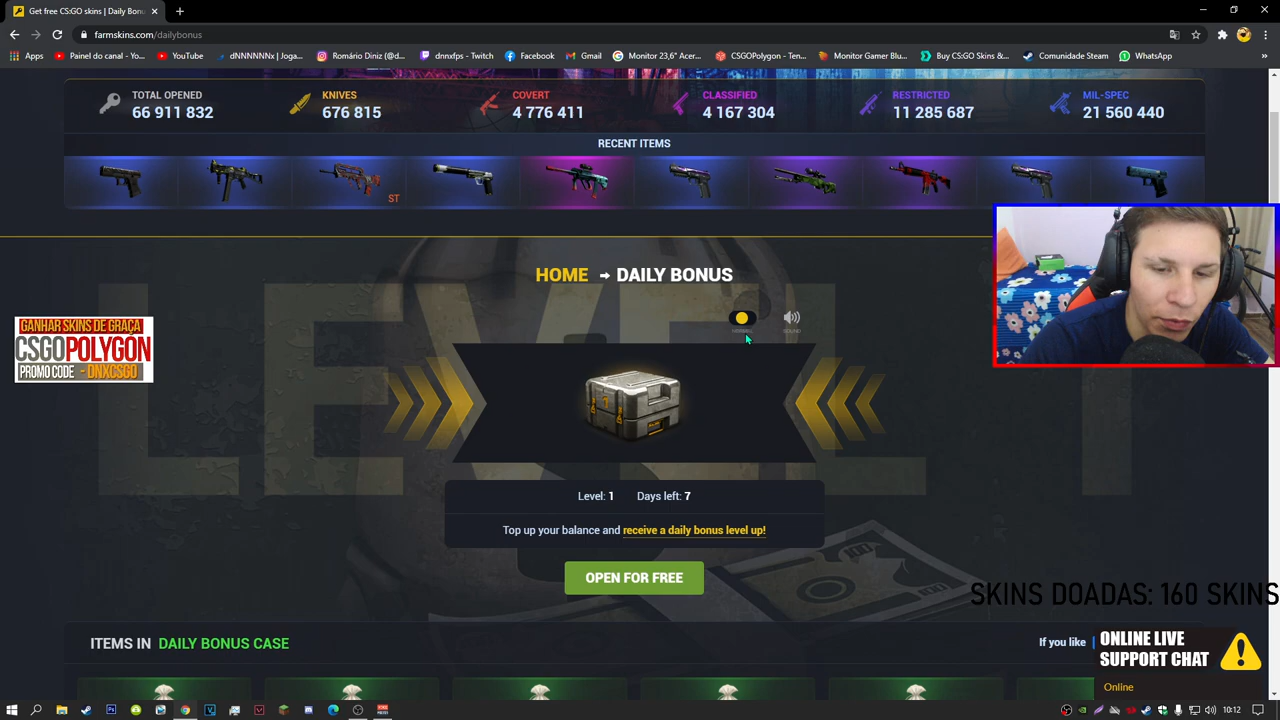 Get free CS:GO skins | Daily Bonu
farmskins.com/dailybonus
Apps
Painel do canal - Yo...
YouTube
dNNNNNNx | Joga...
Romário Diniz (@d...
dnnxfps - Twitch
Facebook
Gmail
Monitor 23,6" Acer...
CSGOPolygon - Ten...
Monitor Gamer Blu...
Buy CS:GO Skins &...
Comunidade Steam
WhatsApp
TOTAL OPENED
66 911 832
KNIVES
676 815
COVERT
4 776 411
CLASSIFIED
4 167 304
RESTRICTED
11 285 687
MIL-SPEC
21 560 440
RECENT ITEMS
ST
LEVEL 1
HOME → DAILY BONUS
SOUND
GANHAR SKINS DE GRAÇA
CSGOPOLYGON
PROMO CODE - DNXCSGO
1
Level: 1 Days left: 7
Top up your balance and receive a daily bonus level up!
OPEN FOR FREE
100
SKINS DOADAS: 160 SKINS
ITEMS IN DAILY BONUS CASE
If you like
ONLINE LIVE
SUPPORT CHAT
Online
10:12